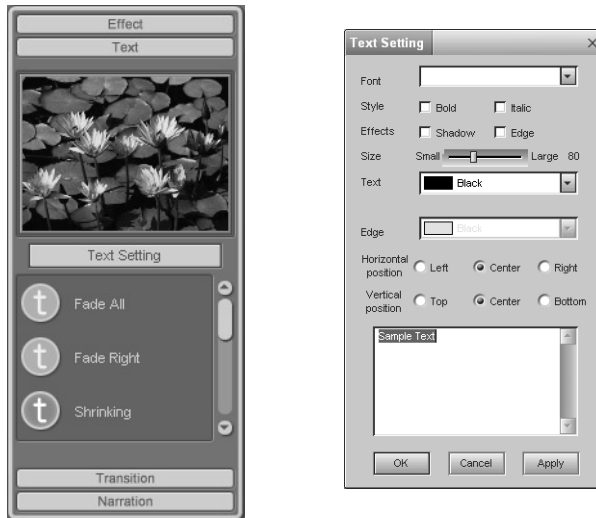 Effect
Text
Text Setting
t Fade All
t Fade Right
t Shrinking
Transition
Narration
Text Setting ×
Font
Style Bold Italic
Effects Shadow Edge
Size Small Large 80
Text Black
Edge Black
Horizontal
position Left Center Right
Vertical
position Top Center Bottom
Sample Text
OK Cancel Apply